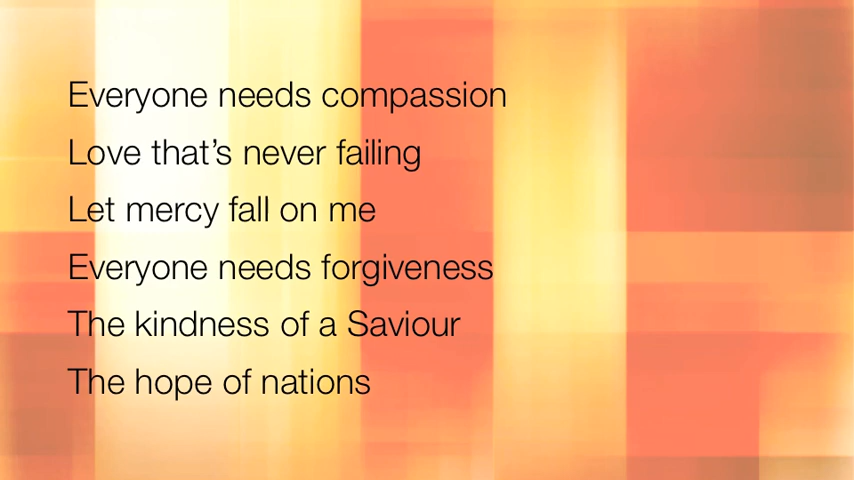 Everyone needs compassion
Love that’s never failing
Let mercy fall on me
Everyone needs forgiveness
The kindness of a Saviour
The hope of nations